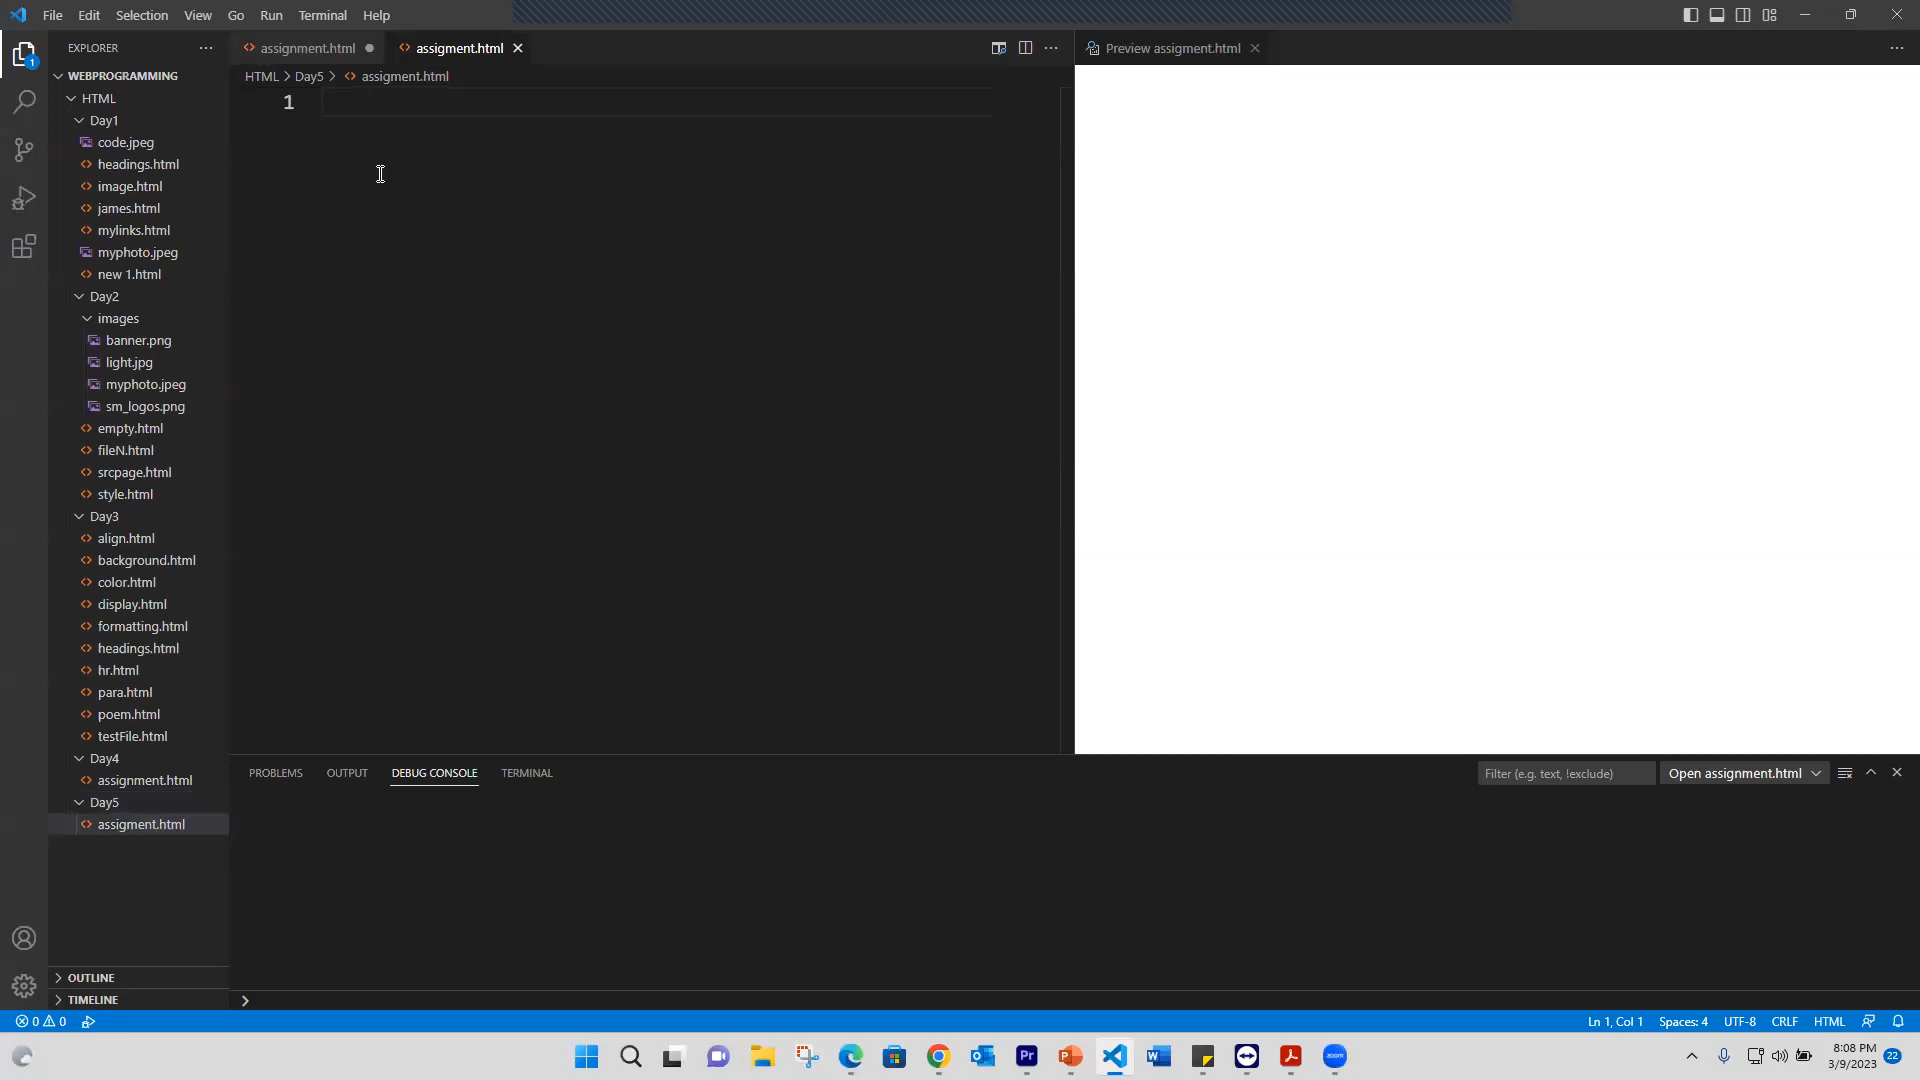 File Edit Selection View Go Run Terminal Help
EXPLORER
assignment.html
assigment.html
Preview assigment.html
WEBPROGRAMMING
HTML > Day5 > assigment.html
1
HTML
Day1
code.jpeg
headings.html
image.html
james.html
mylinks.html
myphoto.jpeg
new 1.html
Day2
images
banner.png
light.jpg
myphoto.jpeg
sm_logos.png
empty.html
fileN.html
srcpage.html
style.html
Day3
align.html
background.html
color.html
display.html
formatting.html
headings.html
hr.html
para.html
poem.html
testFile.html
Day4
assignment.html
Day5
assigment.html
OUTLINE
TIMELINE
PROBLEMS OUTPUT DEBUG CONSOLE TERMINAL
Filter (e.g. text, !exclude)
Open assignment.html
1
0 0
Ln 1, Col 1 Spaces: 4 UTF-8 CRLF HTML
Pr
W
zoom
8:08 PM
3/9/2023
22